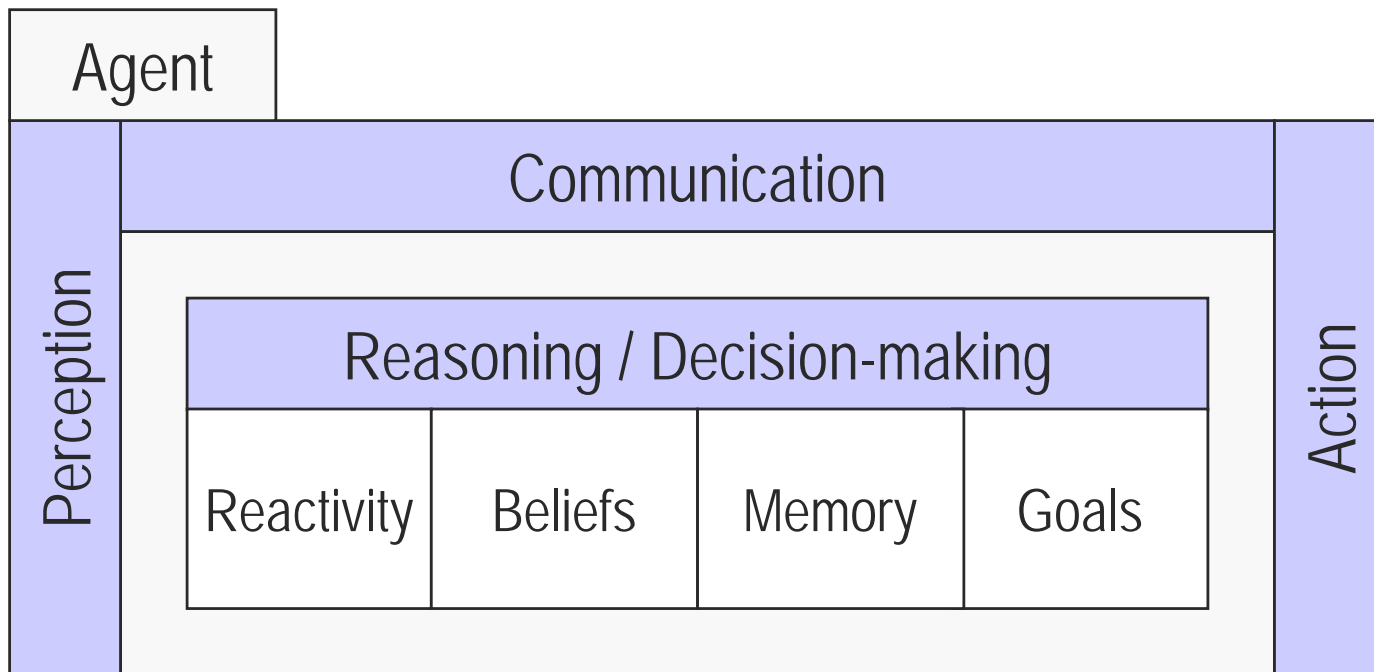 Agent
Communication
Perception
Reasoning / Decision-making
Reactivity
Beliefs
Memory
Goals
Action